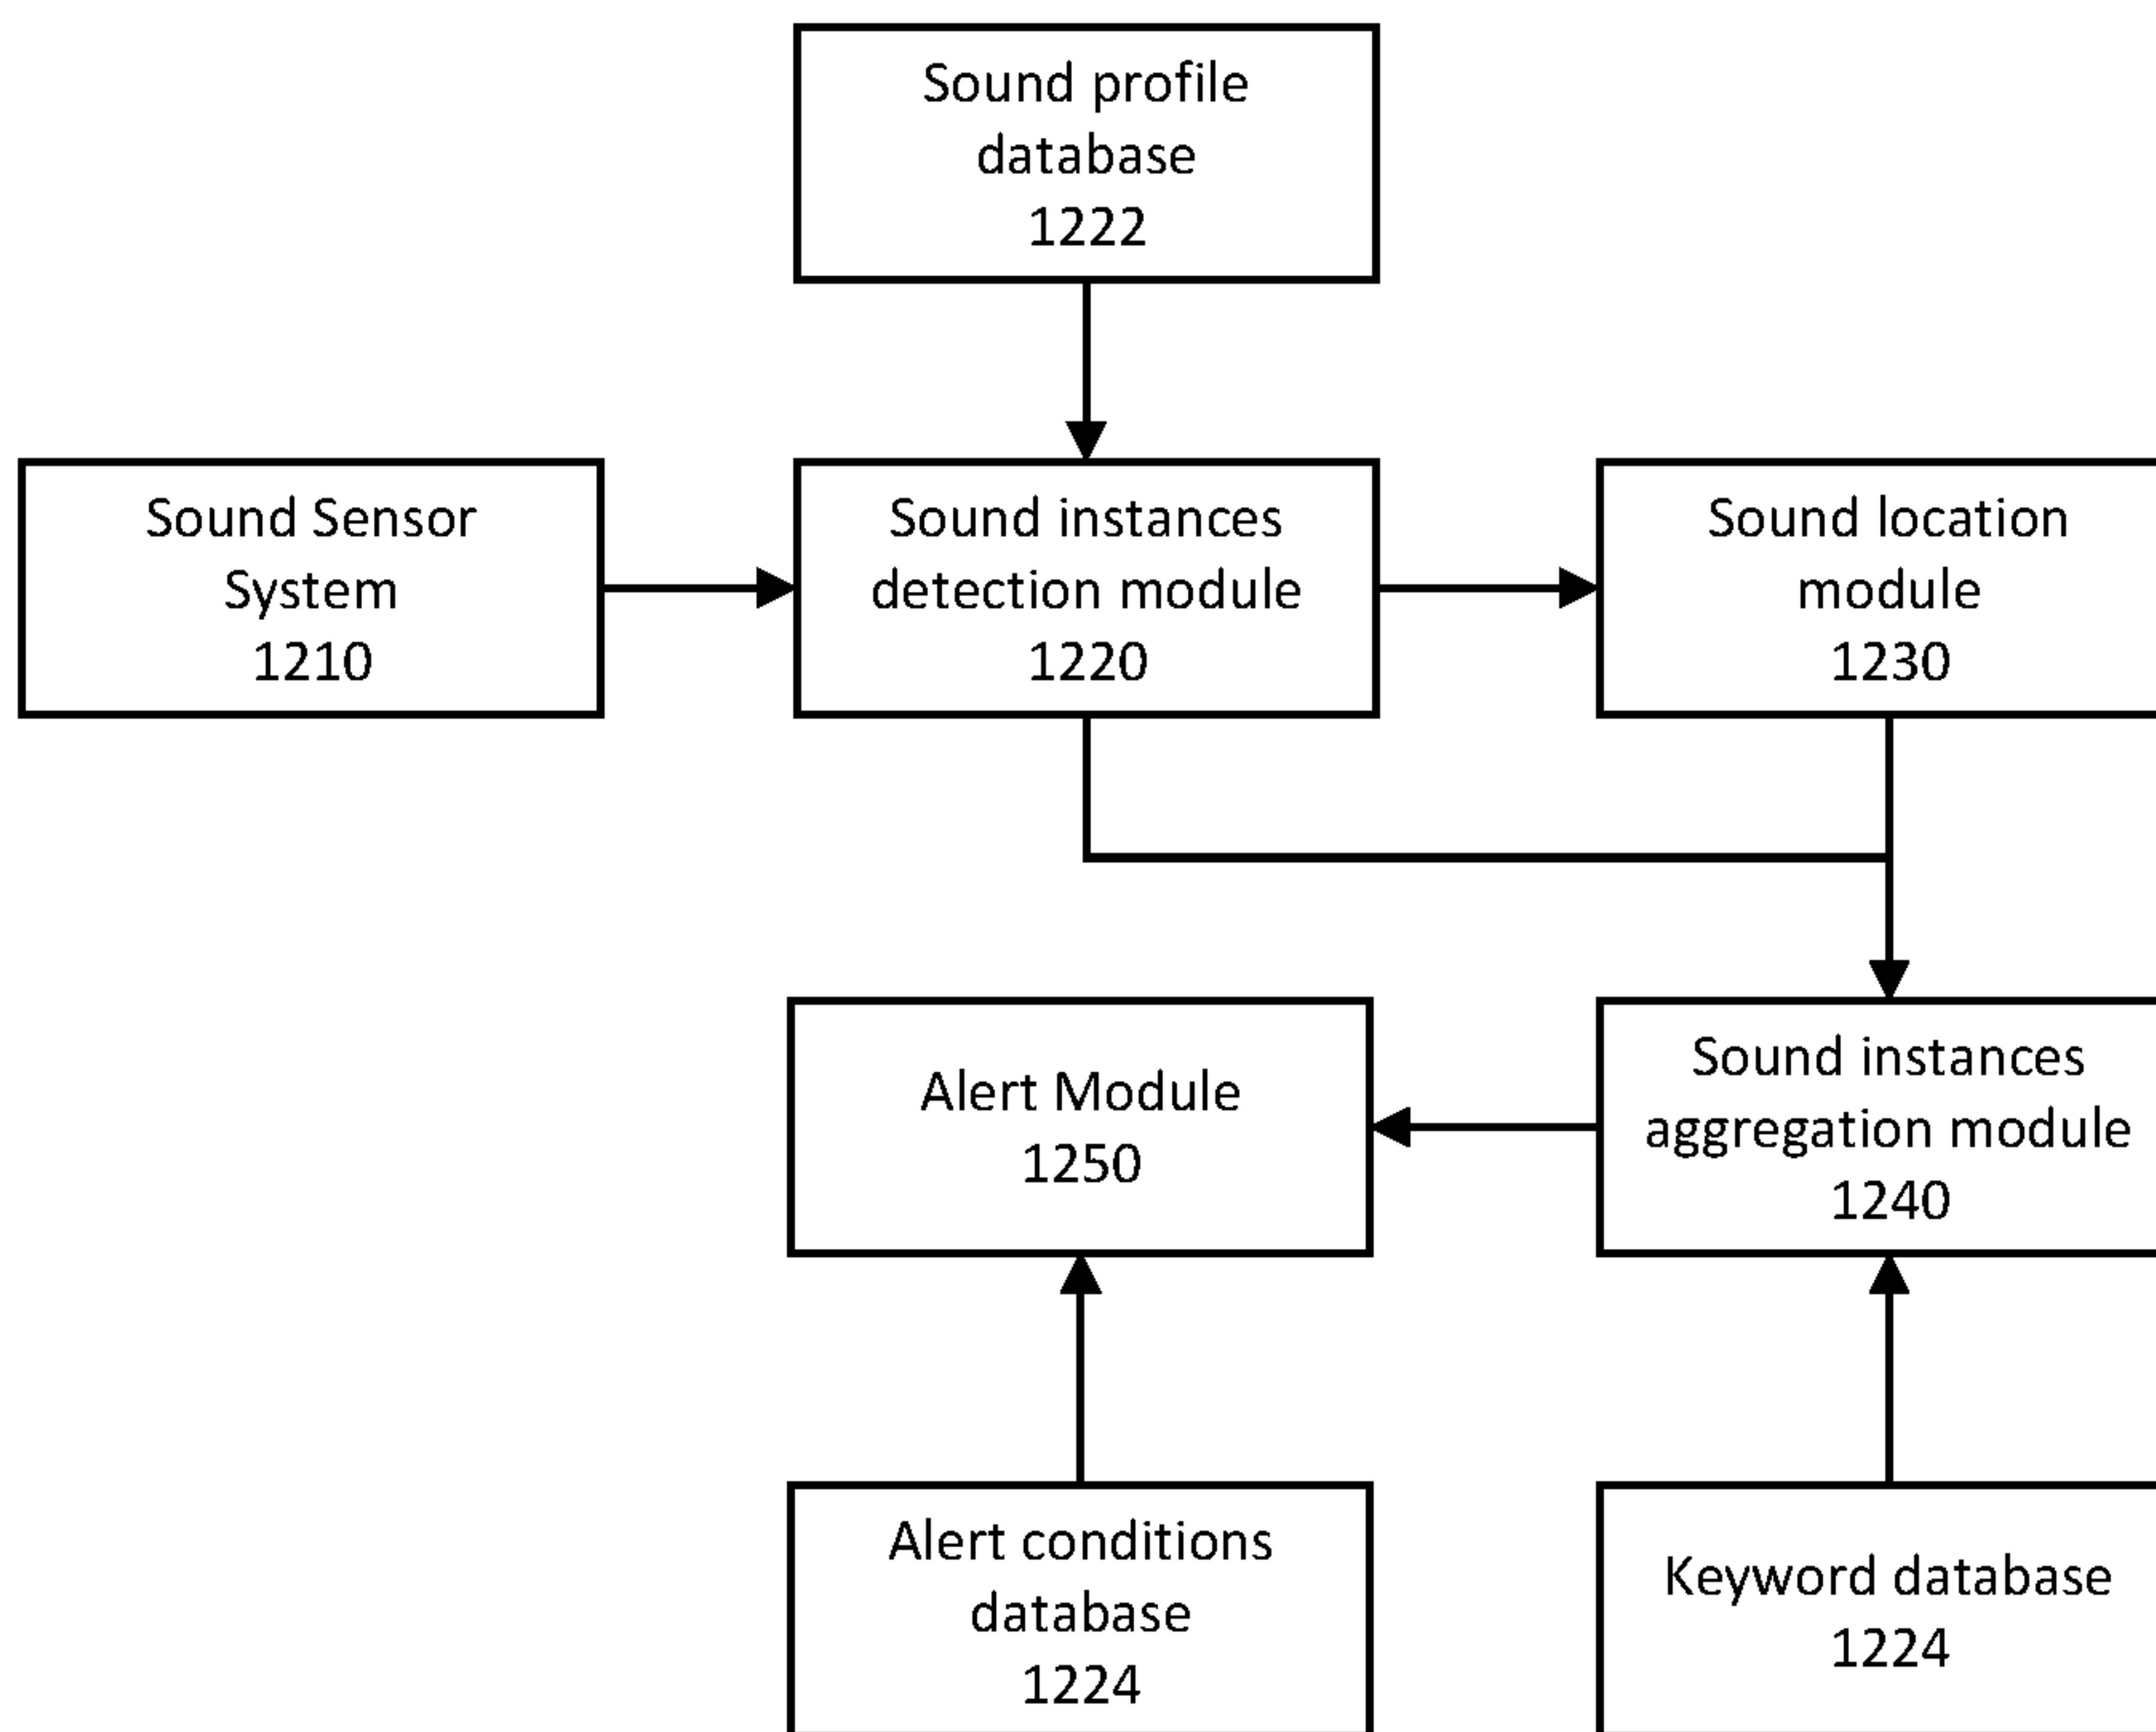 Sound profile
database
1222
Sound Sensor
System
1210
Sound instances
detection module
1220
Sound location
module
1230
Alert Module
1250
Sound instances
aggregation module
1240
Alert conditions
database
1224
Keyword database
1224